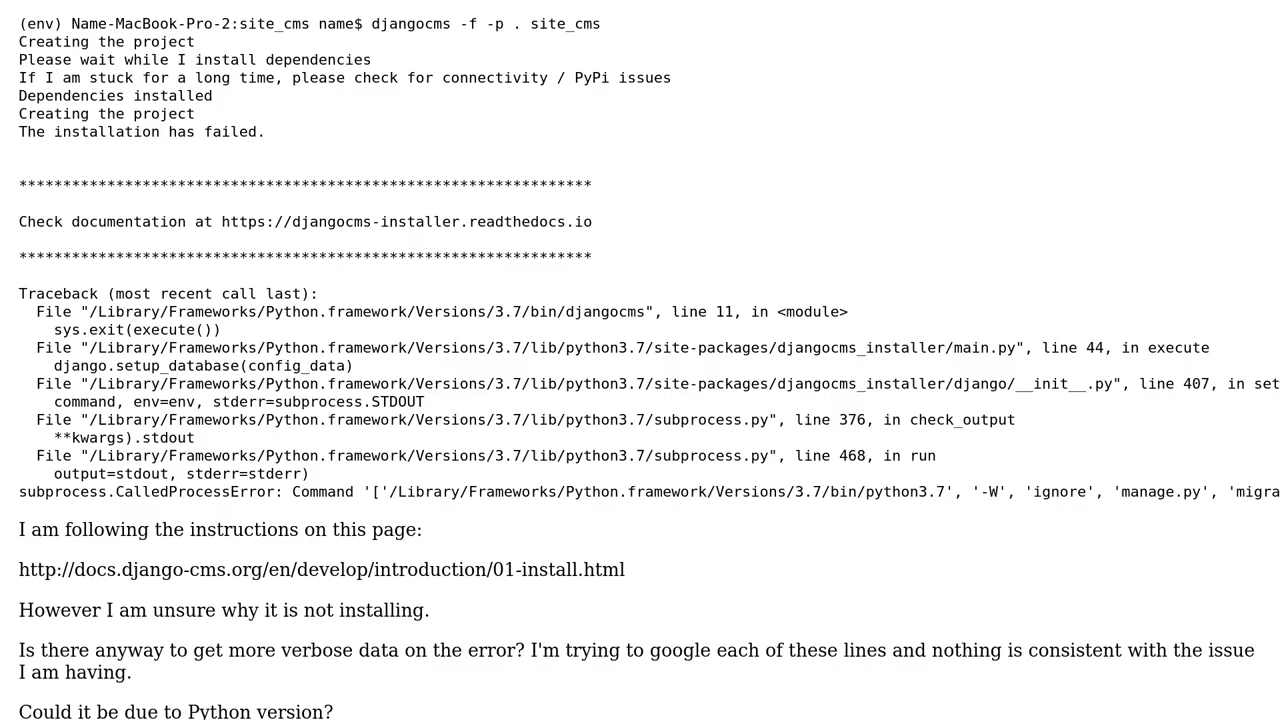 (env) Name-MacBook-Pro-2:site_cms name$ djangocms -f -p . site_cms
Creating the project
Please wait while I install dependencies
If I am stuck for a long time, please check for connectivity / PyPi issues
Dependencies installed
Creating the project
The installation has failed.
*****************************************************************
Check documentation at https://djangocms-installer.readthedocs.io
*****************************************************************
Traceback (most recent call last):
  File "/Library/Frameworks/Python.framework/Versions/3.7/bin/djangocms", line 11, in <module>
    sys.exit(execute())
  File "/Library/Frameworks/Python.framework/Versions/3.7/lib/python3.7/site-packages/djangocms_installer/main.py", line 44, in execute
    django.setup_database(config_data)
  File "/Library/Frameworks/Python.framework/Versions/3.7/lib/python3.7/site-packages/djangocms_installer/django/__init__.py", line 407, in set
    command, env=env, stderr=subprocess.STDOUT
  File "/Library/Frameworks/Python.framework/Versions/3.7/lib/python3.7/subprocess.py", line 376, in check_output
    **kwargs).stdout
  File "/Library/Frameworks/Python.framework/Versions/3.7/lib/python3.7/subprocess.py", line 468, in run
    output=stdout, stderr=stderr)
subprocess.CalledProcessError: Command '['/Library/Frameworks/Python.framework/Versions/3.7/bin/python3.7', '-W', 'ignore', 'manage.py', 'migra
I am following the instructions on this page:
http://docs.django-cms.org/en/develop/introduction/01-install.html
However I am unsure why it is not installing.
Is there anyway to get more verbose data on the error? I'm trying to google each of these lines and nothing is consistent with the issue
I am having.
Could it be due to Python version?